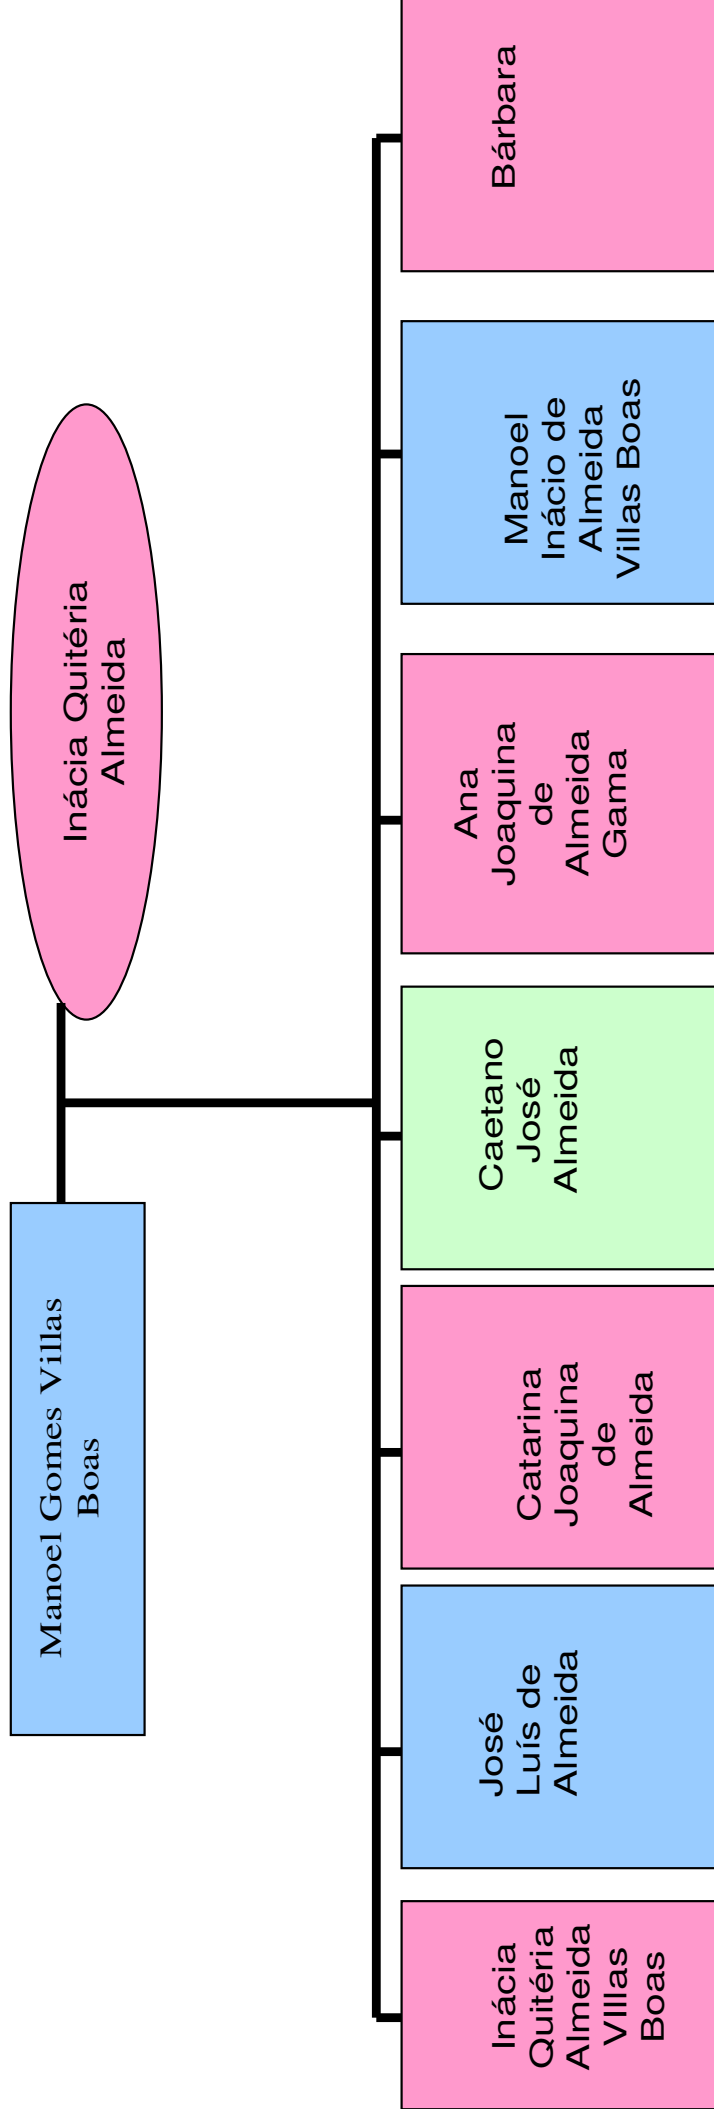 Manoel Gomes Villas
Boas
Inácia Quitéria
Almeida
Inácia
Quitéria
Almeida
VIllas
Boas
José
Luís de
Almeida
Catarina
Joaquina
de
Almeida
Caetano
José
Almeida
Ana
Joaquina
de
Almeida
Gama
Manoel
Inácio de
Almeida
Villas Boas
Bárbara